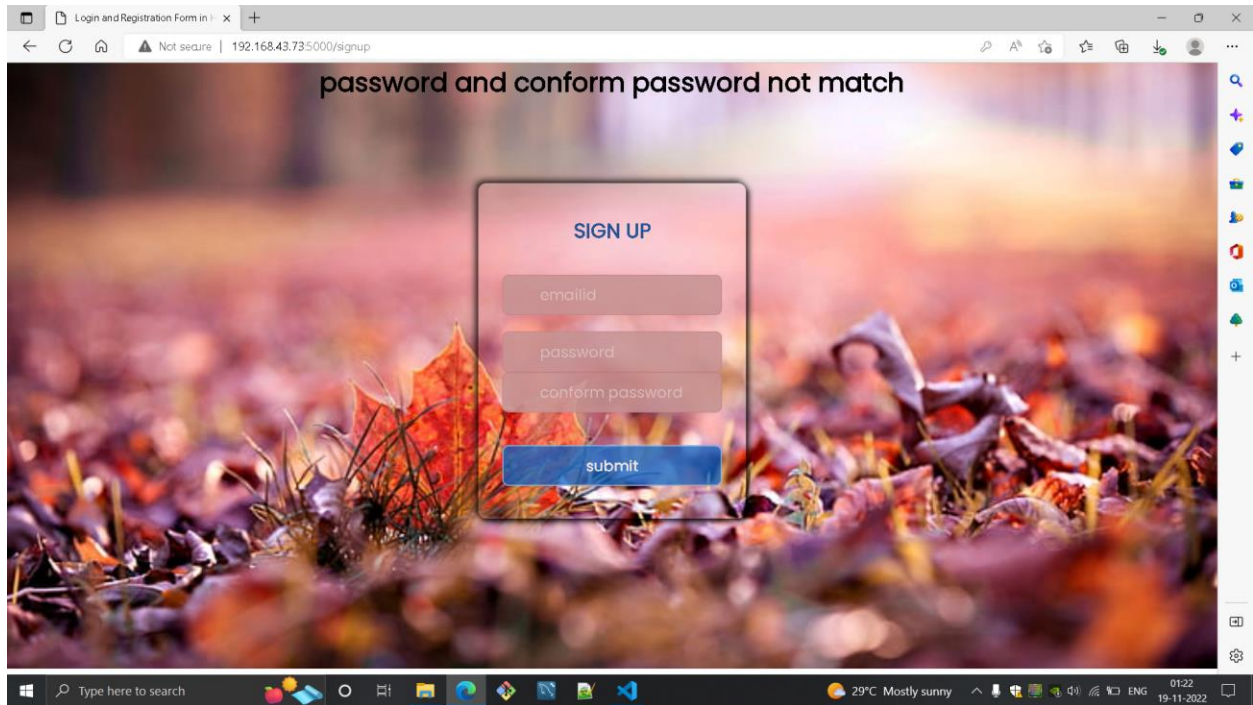 Login and Registration Form in H
Not secure | 192.168.43.73:5000/signup
password and conform password not match
SIGN UP
emailid
password
conform password
submit
Type here to search
29°C Mostly sunny
ENG
01:22
19-11-2022